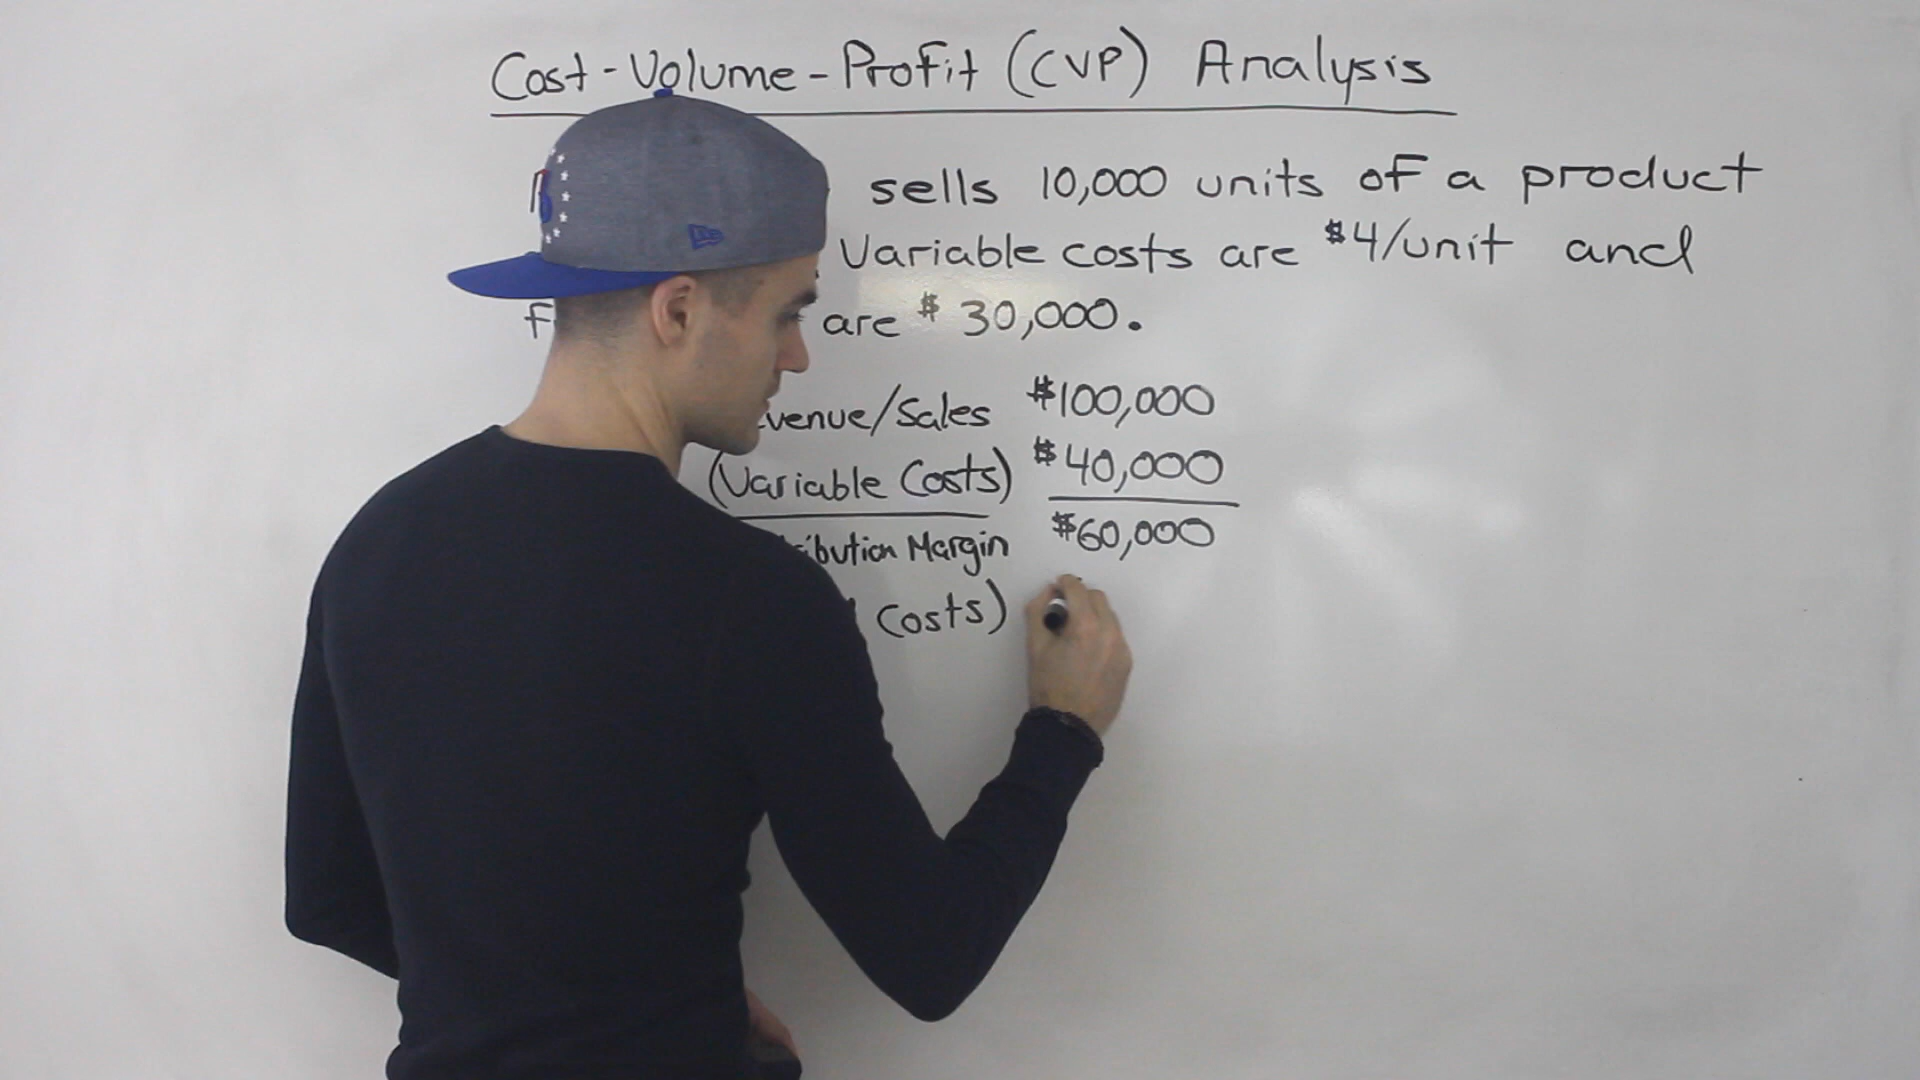 Cost-Volume-Profit (CVP) Analysis
sells 10,000 units of a product
Variable costs are $4/unit and
are $30,000.
venue/Sales $100,000
(Variable Costs) $40,000
ibution Margin $60,000
Costs)